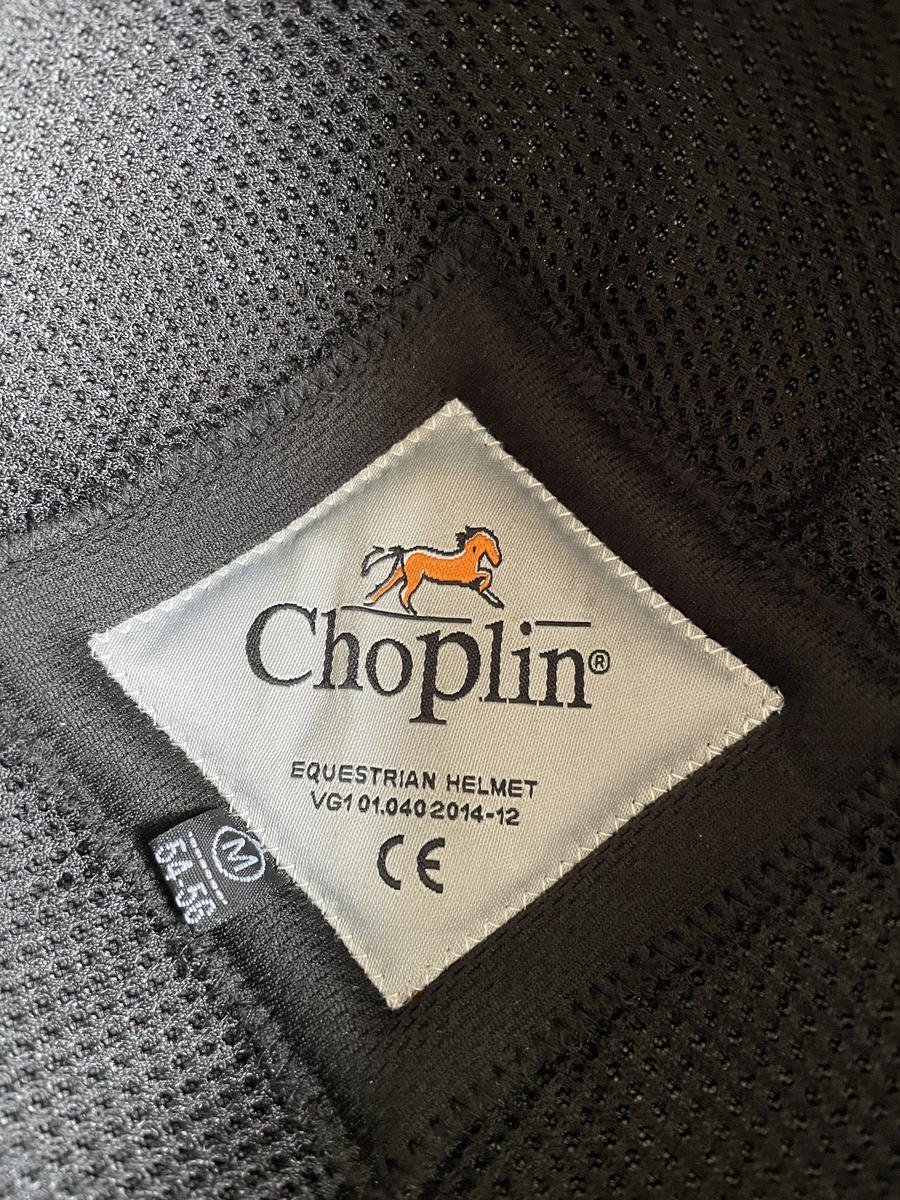 Choplin®
EQUESTRIAN HELMET
VG1 01.040 2014-12
CE
M
54-56